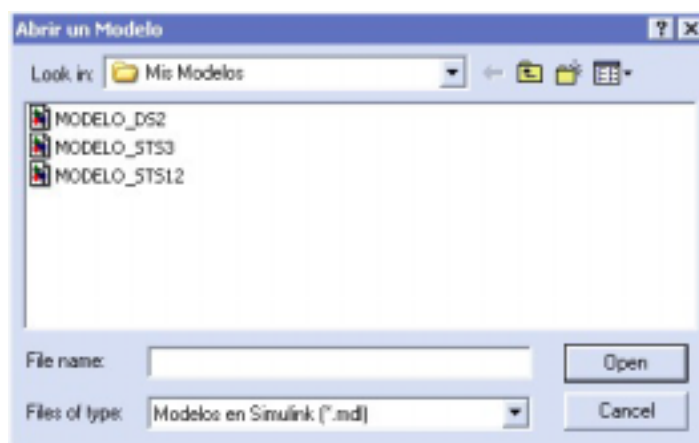 Abrir un Modelo
Look in: Mis Modelos
MODELO_DS2
MODELO_STS3
MODELO_STS12
File name: Open
Files of type: Modelos en Simulink (*.mdl) Cancel